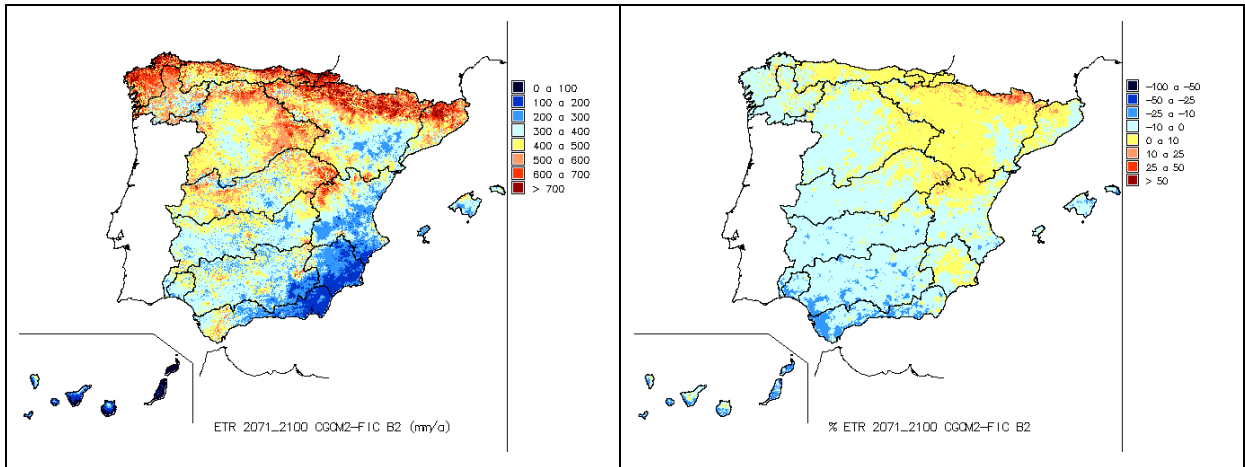 0 a 100
100 a 200
200 a 300
300 a 400
400 a 500
500 a 600
600 a 700
> 700
ETR 2071_2100 CGCM2-FIC B2 (mm/a)
-100 a -50
-50 a -25
-25 a -10
-10 a 0
0 a 10
10 a 25
25 a 50
> 50
% ETR 2071_2100 CGCM2-FIC B2